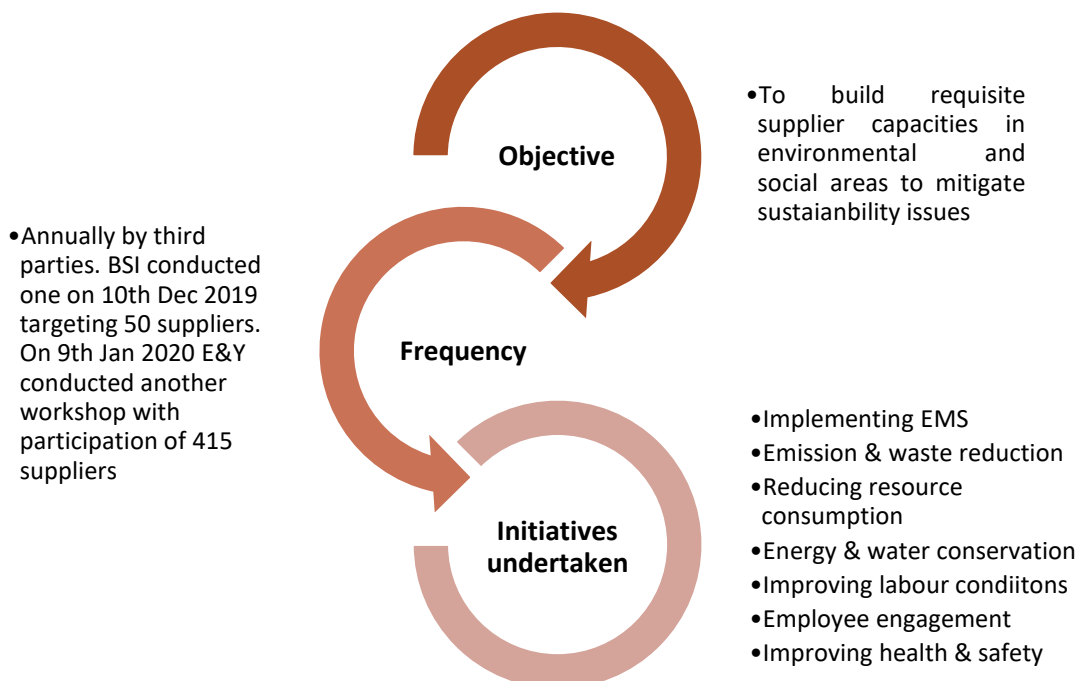 Objective
•To build requisite
supplier capacities in
environmental and
social areas to mitigate
sustaianbility issues
Frequency
•Annually by third
parties. BSI conducted
one on 10th Dec 2019
targeting 50 suppliers.
On 9th Jan 2020 E&Y
conducted another
workshop with
participation of 415
suppliers
Initiatives
undertaken
•Implementing EMS
•Emission & waste reduction
•Reducing resource
consumption
•Energy & water conservation
•Improving labour condiitons
•Employee engagement
•Improving health & safety